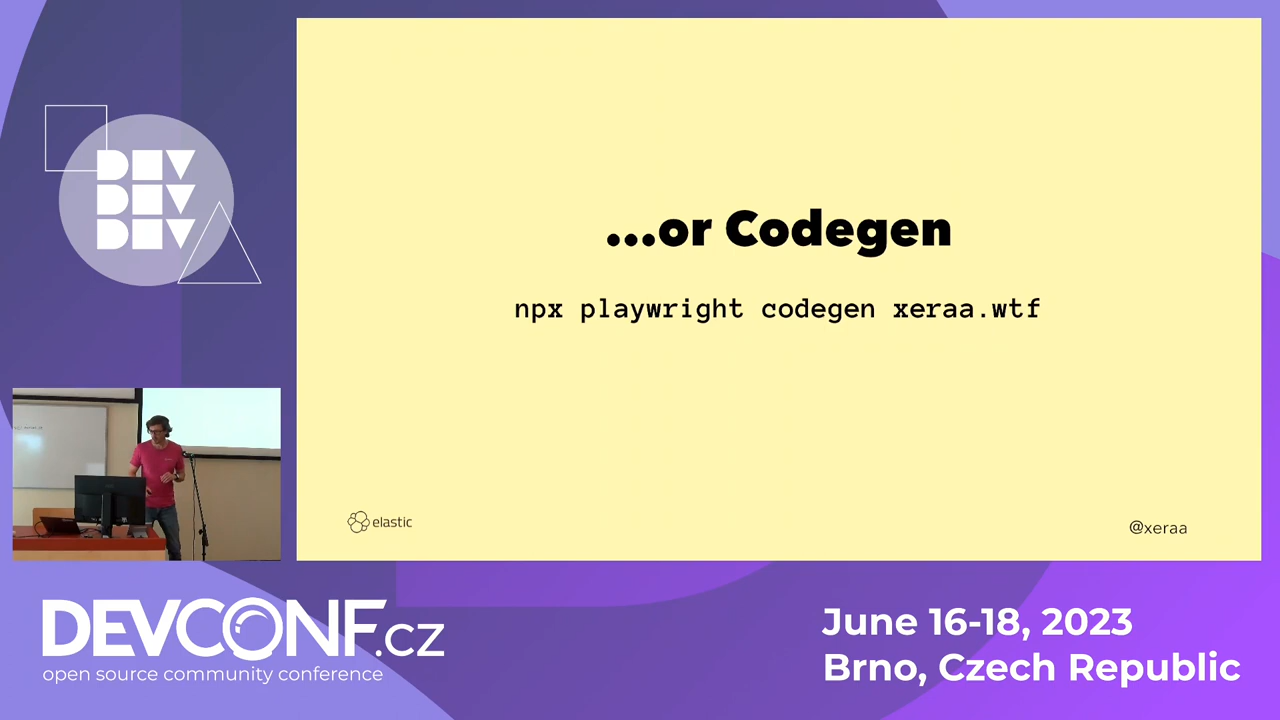 DEV
DEV
DEV
...or Codegen
npx playwright codegen xeraa.wtf
elastic
@xeraa
DEVCONF.cz
open source community conference
June 16-18, 2023
Brno, Czech Republic